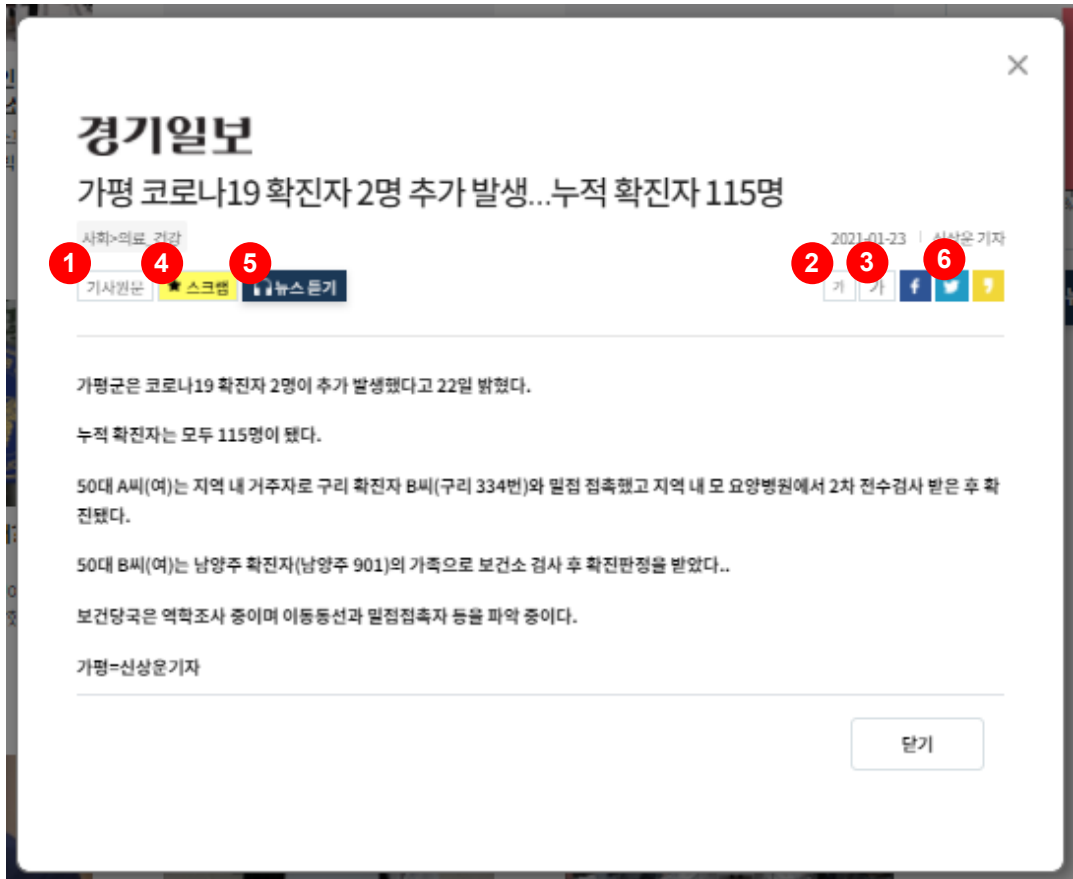 경기일보
가평 코로나19 확진자 2명 추가 발생...누적 확진자 115명
사회>의료_건강
2021-01-23 | 신상운 기자
1 4 5 2 3 6
기사원문 ★ 스크랩 뉴스 듣기 가 가
가평군은 코로나19 확진자 2명이 추가 발생했다고 22일 밝혔다.
누적 확진자는 모두 115명이 됐다.
50대 A씨(여)는 지역 내 거주자로 구리 확진자 B씨(구리 334번)와 밀접 접촉했고 지역 내 모 요양병원에서 2차 전수검사 받은 후 확
진됐다.
50대 B씨(여)는 남양주 확진자(남양주 901)의 가족으로 보건소 검사 후 확진판정을 받았다..
보건당국은 역학조사 중이며 이동동선과 밀접접촉자 등을 파악 중이다.
가평=신상운기자
닫기